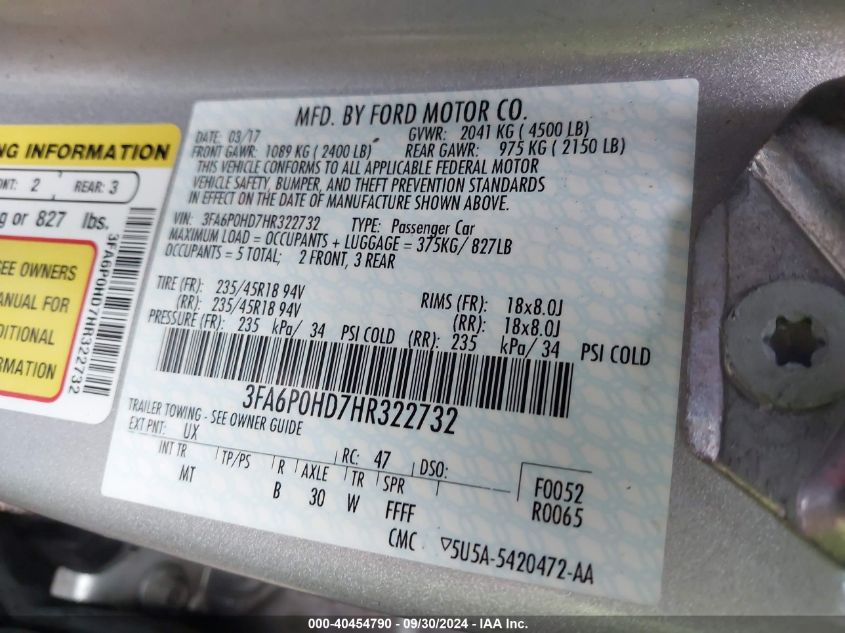 NG INFORMATION
NT: 2 REAR: 3
g or 827 lbs.
SEE OWNERS
ANUAL FOR
DITIONAL
RMATION
3FA6P0HD7HR322732
MFD. BY FORD MOTOR CO.
DATE: 03/17 GVWR: 2041 KG ( 4500 LB)
FRONT GAWR: 1089 KG ( 2400 LB) REAR GAWR: 975 KG ( 2150 LB)
THIS VEHICLE CONFORMS TO ALL APPLICABLE FEDERAL MOTOR
VEHICLE SAFETY, BUMPER, AND THEFT PREVENTION STANDARDS
IN EFFECT ON THE DATE OF MANUFACTURE SHOWN ABOVE.
VIN: 3FA6P0HD7HR322732 TYPE: Passenger Car
MAXIMUM LOAD = OCCUPANTS + LUGGAGE = 375KG/ 827LB
OCCUPANTS = 5 TOTAL; 2 FRONT, 3 REAR
TIRE (FR): 235/45R18 94V RIMS (FR): 18x8.0J
(RR): 235/45R18 94V (RR): 18x8.0J
PRESSURE (FR): 235 kPa/ 34 PSI COLD (RR): 235 kPa/ 34 PSI COLD
3FA6P0HD7HR322732
TRAILER TOWING - SEE OWNER GUIDE
EXT PNT: UX RC: 47 DSO:
INT TR TP/PS R AXLE TR SPR F0052
MT B 30 W FFFF R0065
CMC ▽5U5A-5420472-AA
000-40454790 - 09/30/2024 - IAA Inc.